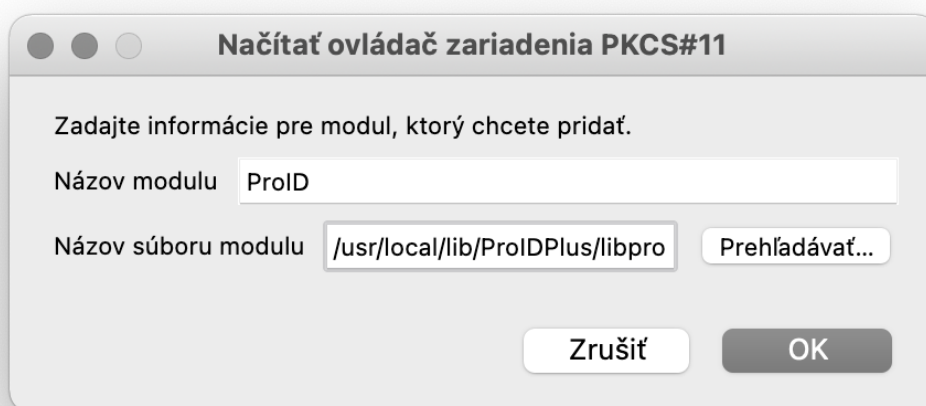 Načítať ovládač zariadenia PKCS#11
Zadajte informácie pre modul, ktorý chcete pridať.
Názov modulu ProID
Názov súboru modulu /usr/local/lib/ProIDPlus/libpro Prehľadávať...
Zrušiť OK